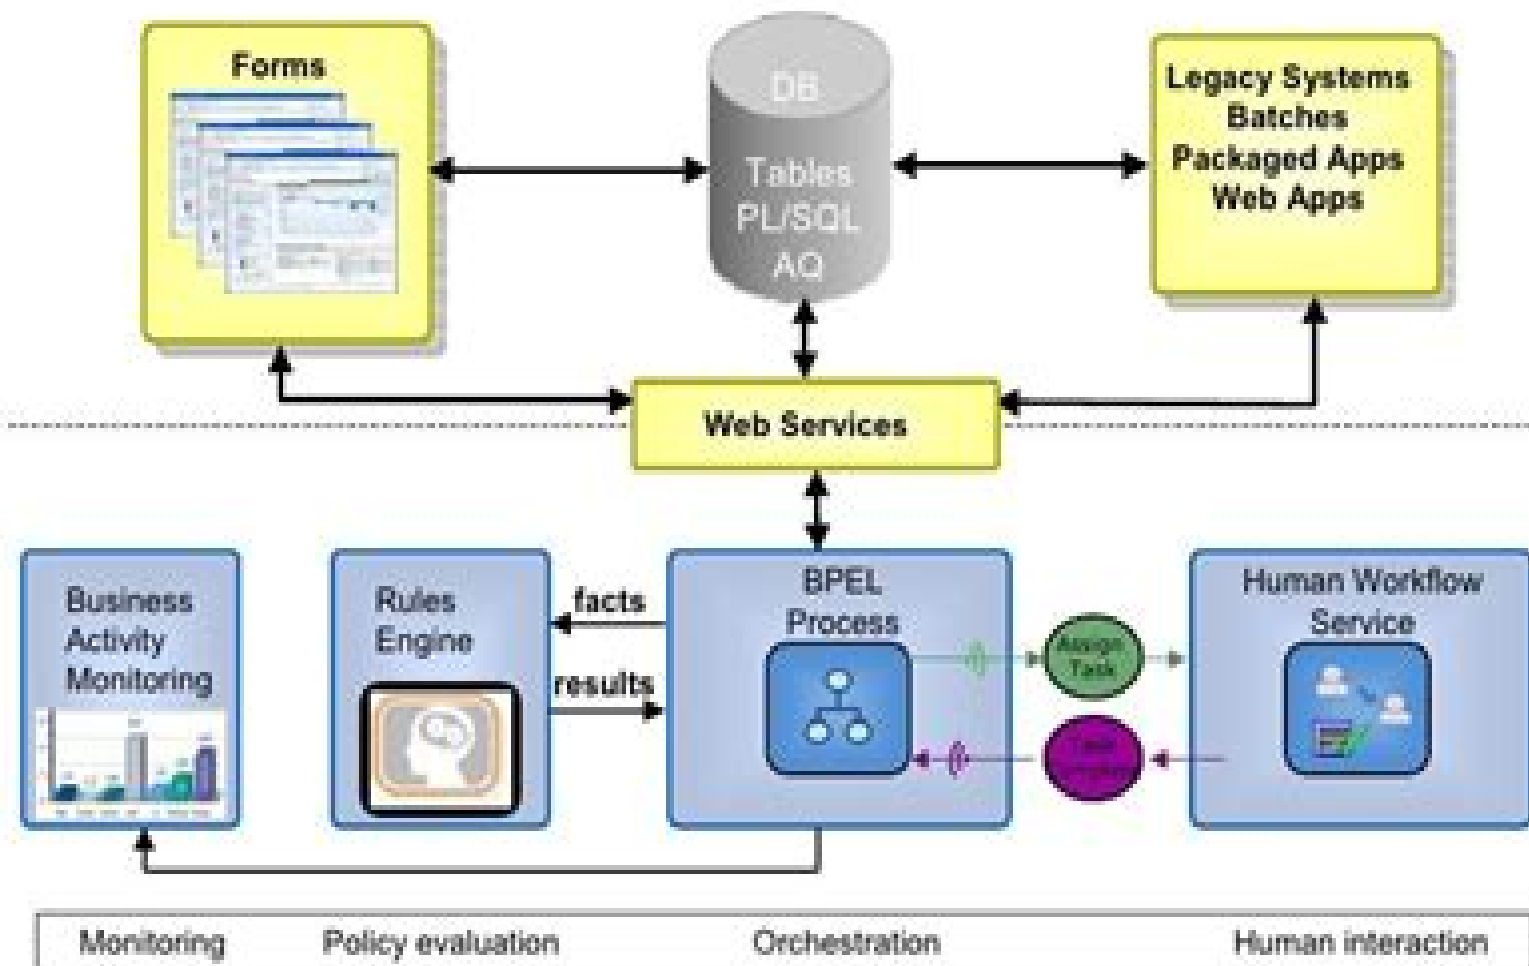 Forms
DB
Tables
PL/SQL
AQ
Legacy Systems
Batches
Packaged Apps
Web Apps
Web Services
Business
Activity
Monitoring
Rules
Engine
facts
results
BPEL
Process
Assign
Task
Human Workflow
Service
Monitoring
Policy evaluation
Orchestration
Human interaction